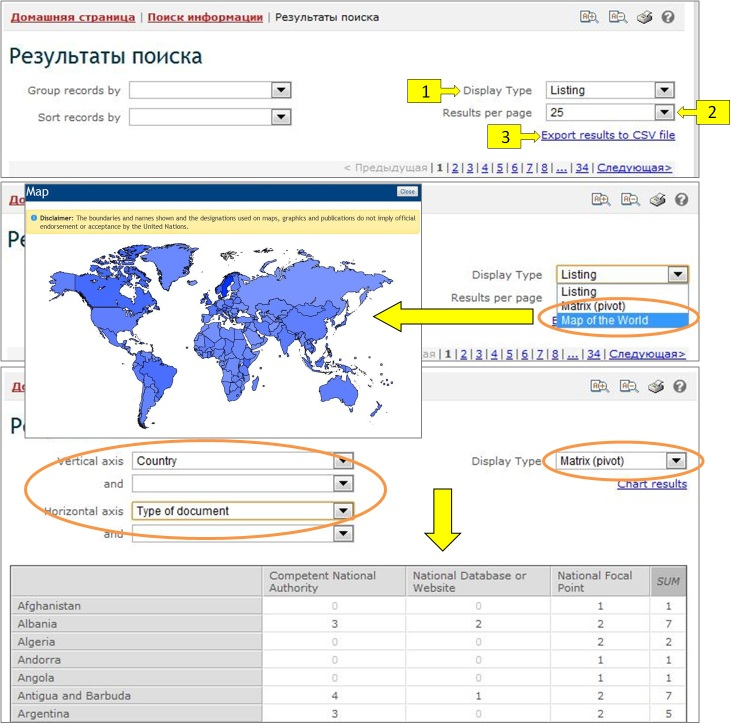 Домашняя страница | Поиск информации | Результаты поиска
Результаты поиска
Group records by
1
Display Type
Listing
Sort records by
Results per page
25
2
3
Export results to CSV file
< Предыдущая | 1 | 2 | 3 | 4 | 5 | 6 | 7 | 8 | ... | 34 | Следующая>
Map
Close
Disclaimer: The boundaries and names shown and the designations used on maps, graphics and publications do not imply official
endorsement or acceptance by the United Nations.
Display Type
Listing
Results per page
Listing
Matrix (pivot)
Map of the World
1 | 2 | 3 | 4 | 5 | 6 | 7 | 8 | ... | 34 | Следующая>
Vertical axis
Country
Display Type
Matrix (pivot)
and
Chart results
Horizontal axis
Type of document
and
Competent National Authority
National Database or Website
National Focal Point
SUM
Afghanistan 0 0 1 1
Albania 3 2 2 7
Algeria 0 0 2 2
Andorra 0 0 1 1
Angola 0 0 1 1
Antigua and Barbuda 4 1 2 7
Argentina 3 0 2 5